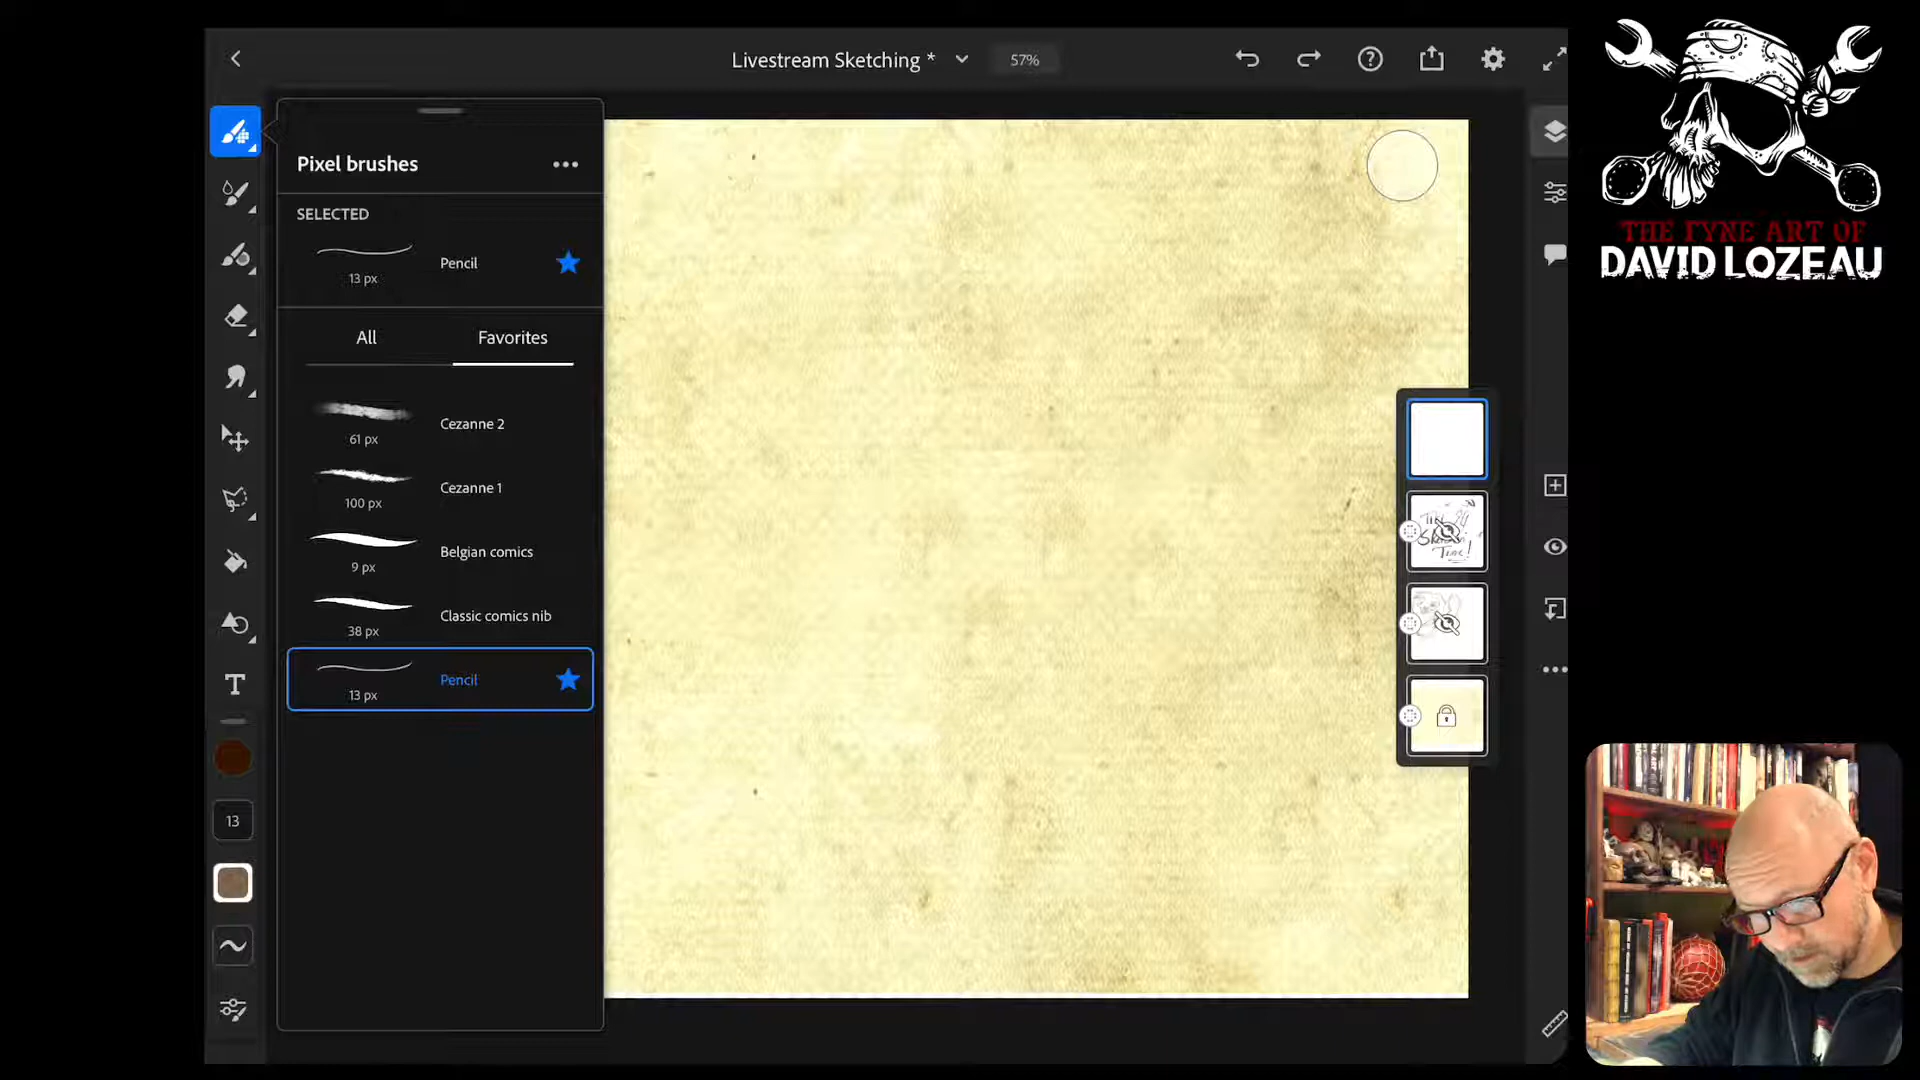 Livestream Sketching *
57%
THE FYNE ART OF
DAVID LOZEAU
Pixel brushes
SELECTED
Pencil
13 px
All
Favorites
Cezanne 2
61 px
Cezanne 1
100 px
Belgian comics
9 px
Classic comics nib
38 px
Pencil
13 px
T
13
Time!